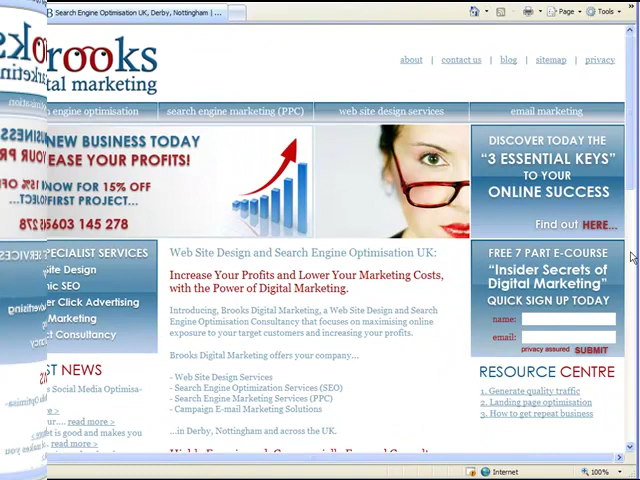 Search Engine Optimisation UK, Derby, Nottingham | ...
Page
Tools
rooks
tal marketing
about | contact us | blog | sitemap | privacy
engine optimisation
search engine marketing (PPC)
web site design services
email marketing
NEW BUSINESS TODAY
EASE YOUR PROFITS!
NOW FOR 15% OFF
FIRST PROJECT...
5603 145 278
DISCOVER TODAY THE
“3 ESSENTIAL KEYS”
TO YOUR
ONLINE SUCCESS
Find out HERE...
PECIALIST SERVICES
Site Design
nic SEO
er Click Advertising
Marketing
ct Consultancy
Web Site Design and Search Engine Optimisation UK:
Increase Your Profits and Lower Your Marketing Costs,
with the Power of Digital Marketing.
Introducing, Brooks Digital Marketing, a Web Site Design and Search
Engine Optimisation Consultancy that focuses on maximising online
exposure to your target customers and increasing your profits.
Brooks Digital Marketing offers your company...
- Web Site Design Services
- Search Engine Optimization Services (SEO)
- Search Engine Marketing Services (PPC)
- Campaign E-mail Marketing Solutions
...in Derby, Nottingham and across the UK.
FREE 7 PART E-COURSE
“Insider Secrets of
Digital Marketing”
QUICK SIGN UP TODAY
name:
email:
privacy assured SUBMIT
ST NEWS
s Social Media Optimisa-
e >
ur.... read more >
et is good and makes you
... read more >
RESOURCE CENTRE
1. Generate quality traffic
2. Landing page optimisation
3. How to get repeat business
Internet
100%